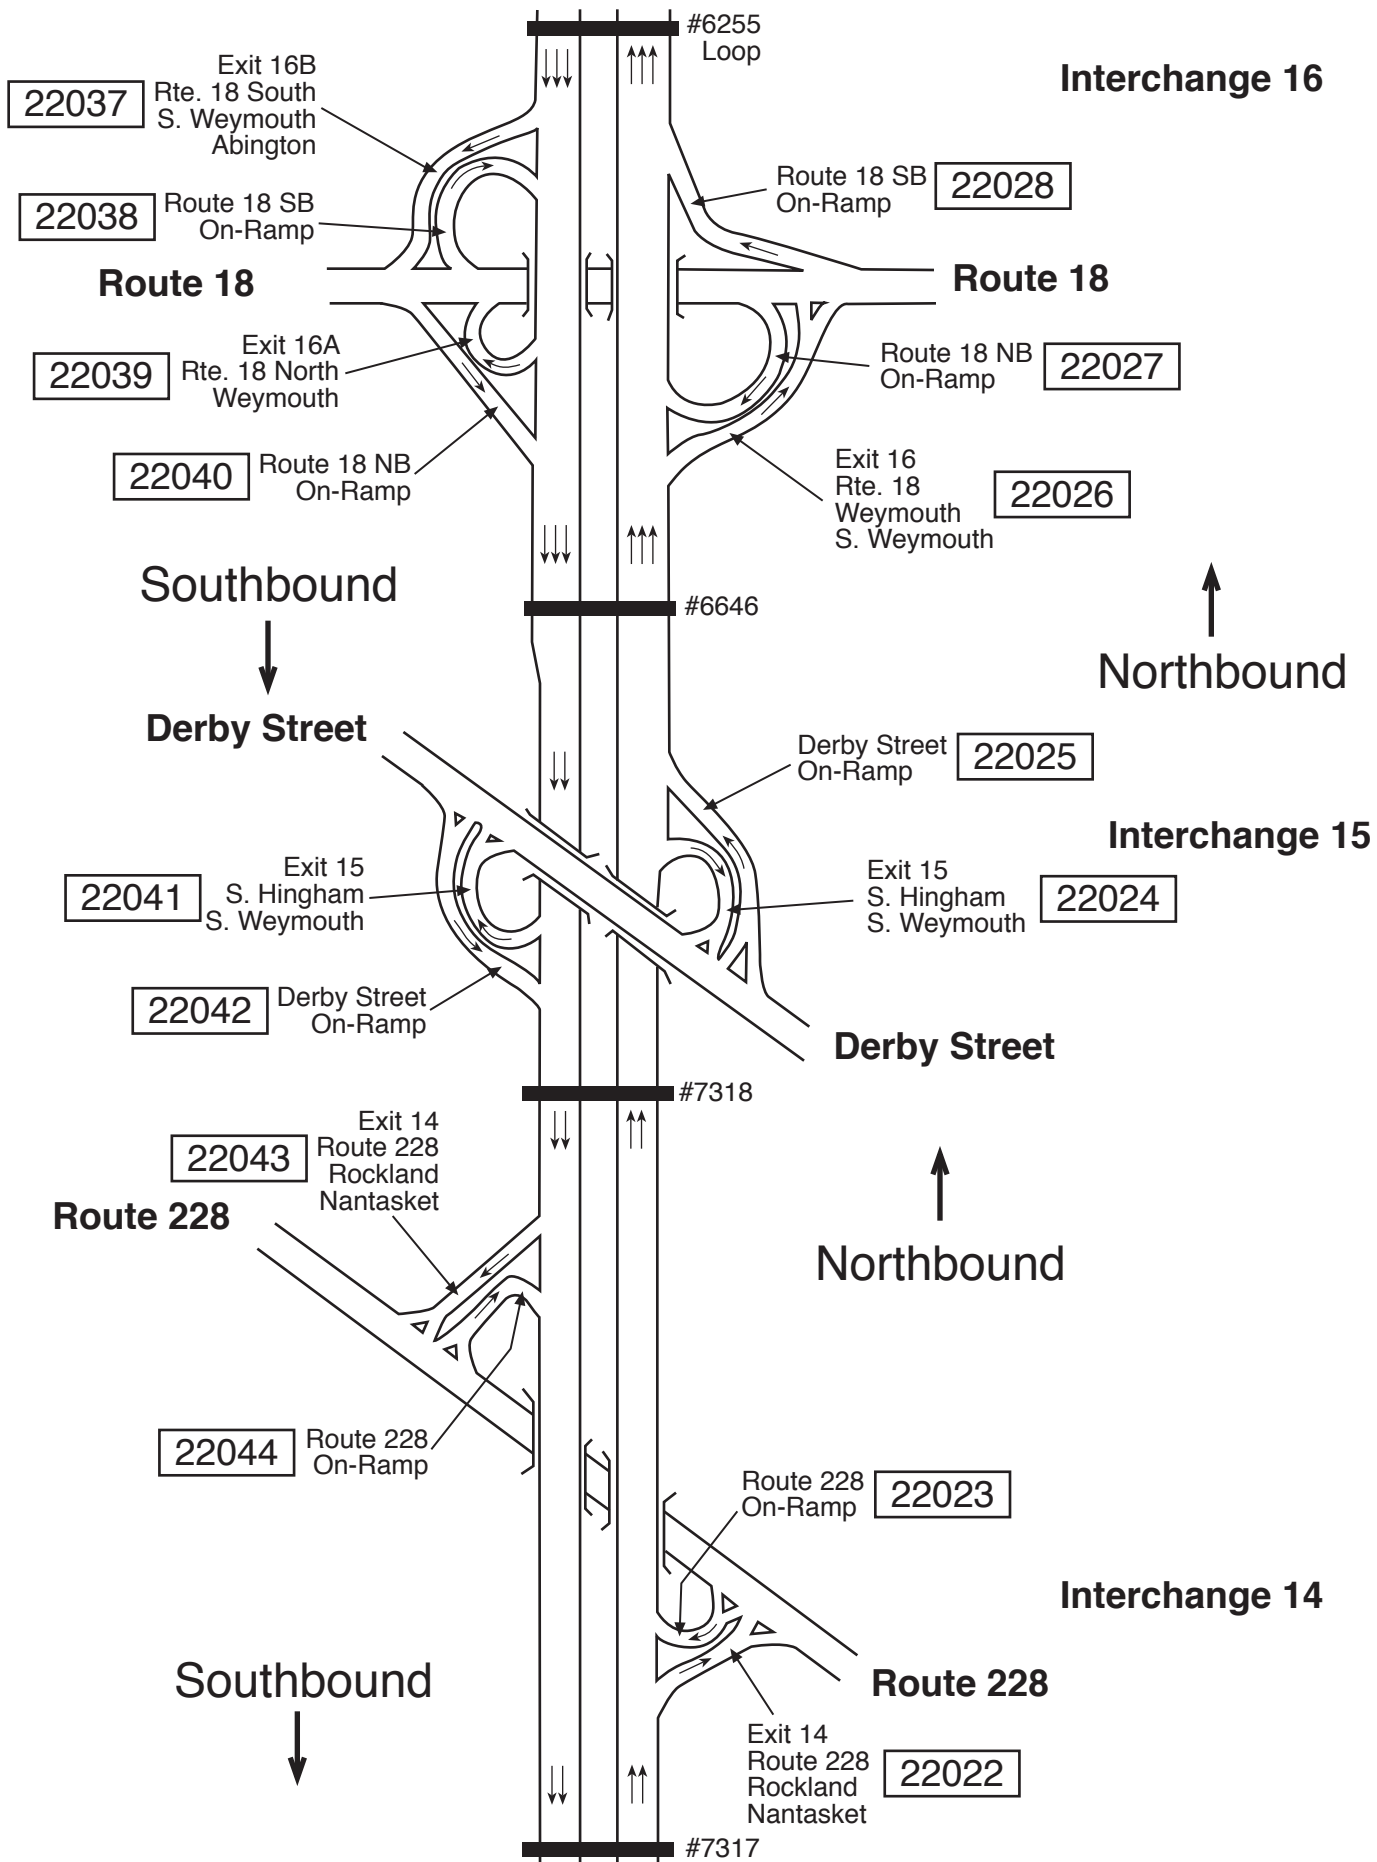 #6255
Loop
Interchange 16
Exit 16B
Rte. 18 South
S. Weymouth
Abington
22037
Route 18 SB
On-Ramp
22028
Route 18 SB
On-Ramp
22038
Route 18
Route 18
Exit 16A
Rte. 18 North
Weymouth
22039
Route 18 NB
On-Ramp
22027
Route 18 NB
On-Ramp
22040
Exit 16
Rte. 18
Weymouth
S. Weymouth
22026
Southbound
#6646
Northbound
Derby Street
Derby Street
On-Ramp
22025
Interchange 15
Exit 15
S. Hingham
S. Weymouth
22041
Exit 15
S. Hingham
S. Weymouth
22024
Derby Street
On-Ramp
22042
Derby Street
#7318
Exit 14
Route 228
Rockland
Nantasket
22043
Route 228
Northbound
Route 228
On-Ramp
22044
Route 228
On-Ramp
22023
Interchange 14
Southbound
Route 228
Exit 14
Route 228
Rockland
Nantasket
22022
#7317